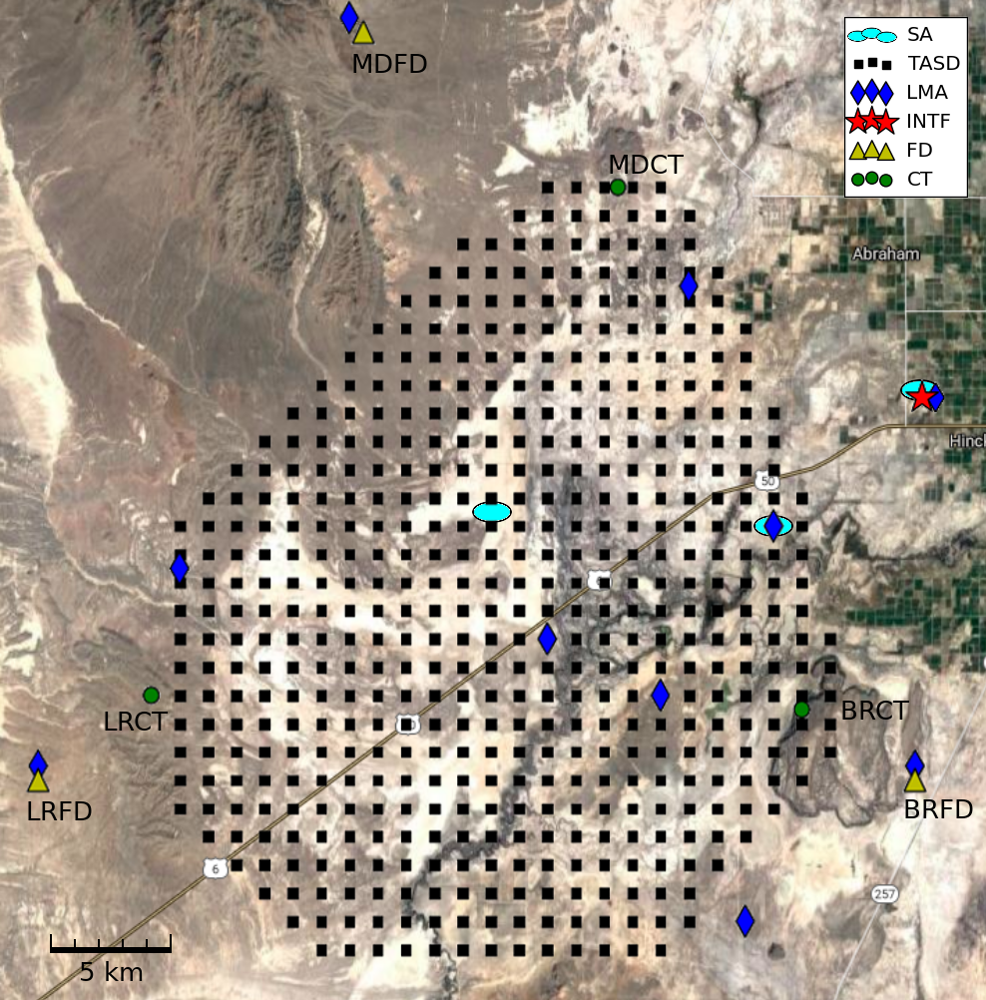 MDFD
SA
TASD
LMA
INTF
FD
CT
MDCT
Abraham
Hinc
50
6
LRCT
BRCT
LRFD
BRFD
6
257
5 km